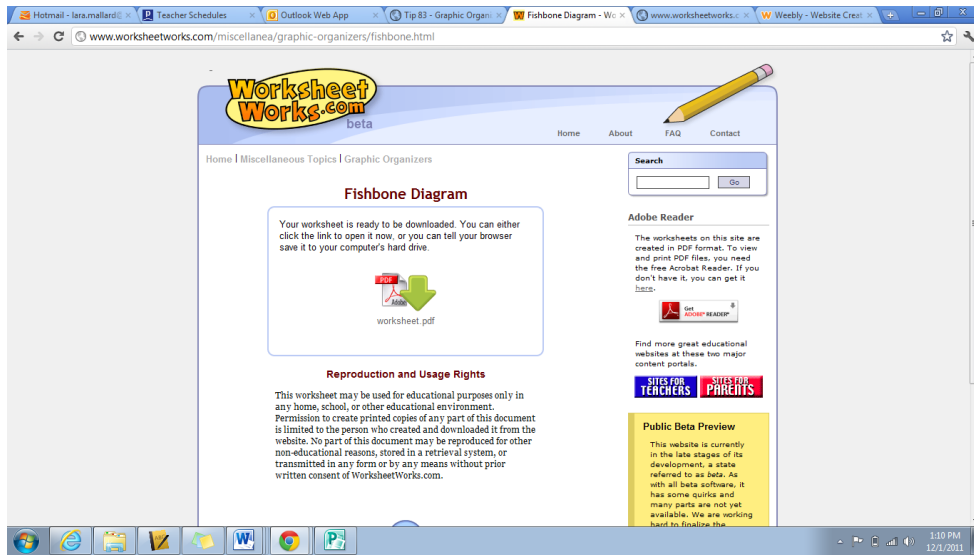 Hotmail - lara.mallard@ Teacher Schedules Outlook Web App Tip 83 - Graphic Organi Fishbone Diagram - Wo www.worksheetworks.c Weebly - Website Creat
www.worksheetworks.com/miscellanea/graphic-organizers/fishbone.html
Worksheet
Works.com
beta
Home About FAQ Contact
Home | Miscellaneous Topics | Graphic Organizers
Fishbone Diagram
Your worksheet is ready to be downloaded. You can either
click the link to open it now, or you can tell your browser
save it to your computer's hard drive.
PDF
Adobe
worksheet.pdf
Reproduction and Usage Rights
This worksheet may be used for educational purposes only in
any home, school, or other educational environment.
Permission to create printed copies of any part of this document
is limited to the person who created and downloaded it from the
website. No part of this document may be reproduced for other
non-educational reasons, stored in a retrieval system, or
transmitted in any form or by any means without prior
written consent of WorksheetWorks.com.
Search
Go
Adobe Reader
The worksheets on this site are
created in PDF format. To view
and print PDF files, you need
the free Acrobat Reader. If you
don't have it, you can get it
here.
Get
ADOBE® READER®
Find more great educational
websites at these two major
content portals.
SITES FOR
TEACHERS
SITES FOR
PARENTS
Public Beta Preview
This website is currently
in the late stages of its
development, a state
referred to as beta. As
with all beta software, it
has some quirks and
many parts are not yet
available. We are working
hard to finalize the
1:10 PM
12/1/2011